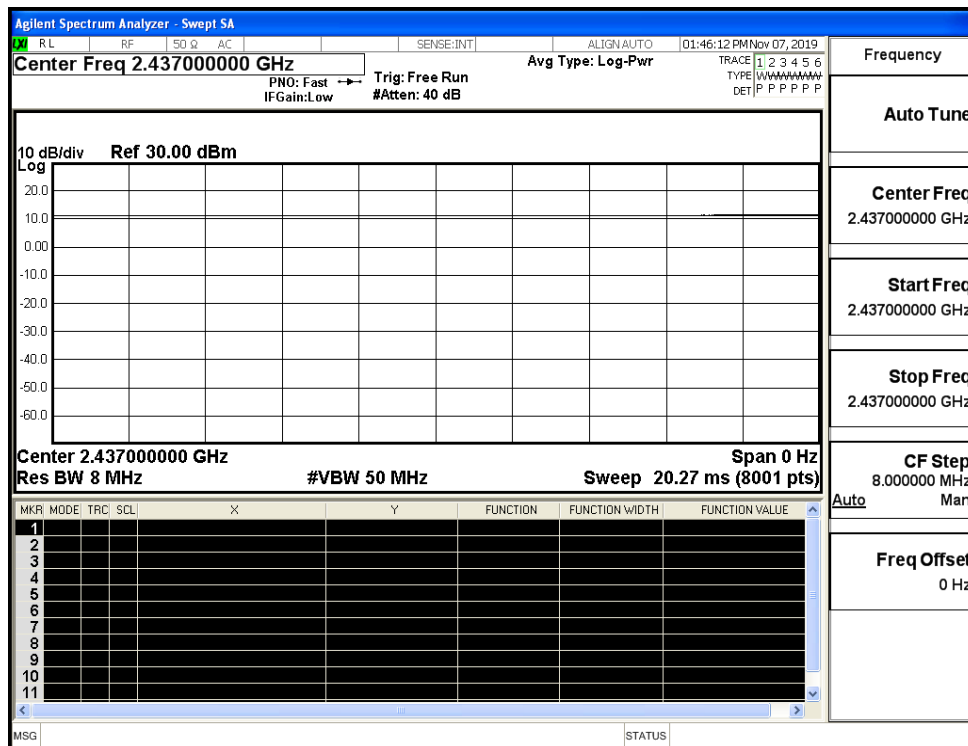 Agilent Spectrum Analyzer - Swept SA
LXI RL RF 50 Ω AC SENSE:INT ALIGN AUTO 01:46:12 PM Nov 07, 2019
Center Freq 2.437000000 GHz
PNO: Fast
IFGain:Low
Trig: Free Run
#Atten: 40 dB
Avg Type: Log-Pwr
TRACE 1 2 3 4 5 6
TYPE WWWWWW
DET P P P P P P
10 dB/div Ref 30.00 dBm
Log
20.0
10.0
0.00
-10.0
-20.0
-30.0
-40.0
-50.0
-60.0
Center 2.437000000 GHz Span 0 Hz
Res BW 8 MHz #VBW 50 MHz Sweep 20.27 ms (8001 pts)
MKR MODE TRC SCL X Y FUNCTION FUNCTION WIDTH FUNCTION VALUE
1
2
3
4
5
6
7
8
9
10
11
MSG STATUS
Frequency
Auto Tune
Center Freq
2.437000000 GHz
Start Freq
2.437000000 GHz
Stop Freq
2.437000000 GHz
CF Step
8.000000 MHz
Auto Man
Freq Offset
0 Hz